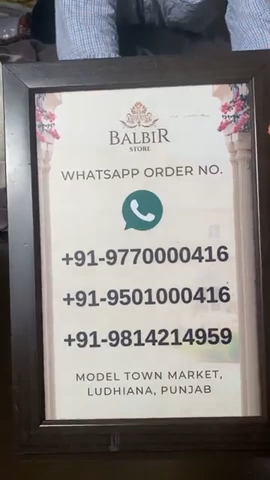 BALBIR
STORE
WHATSAPP ORDER NO.
+91-9770000416
+91-9501000416
+91-9814214959
MODEL TOWN MARKET,
LUDHIANA, PUNJAB